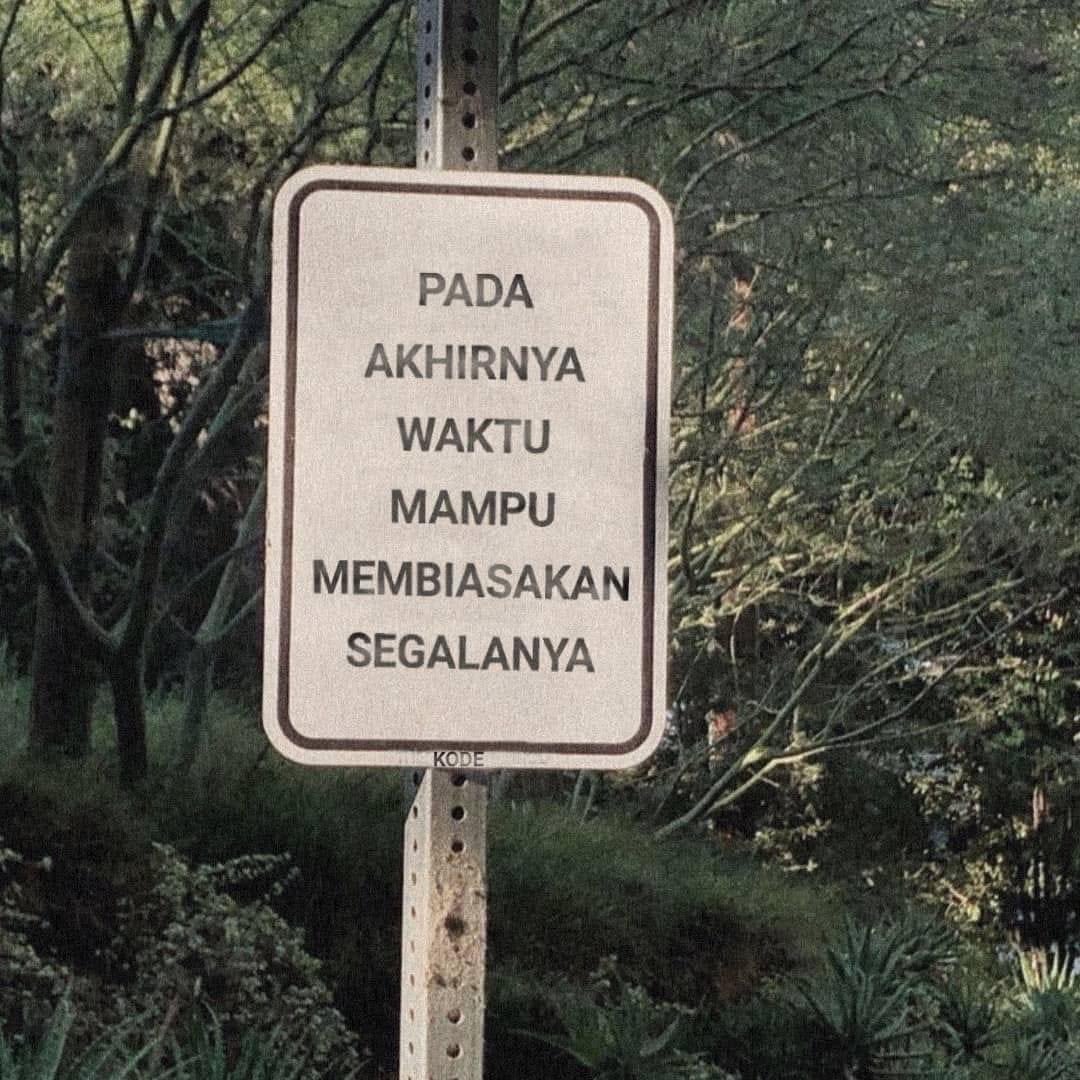 PADA
AKHIRNYA
WAKTU
MAMPU
MEMBIASAKAN
SEGALANYA
KODE